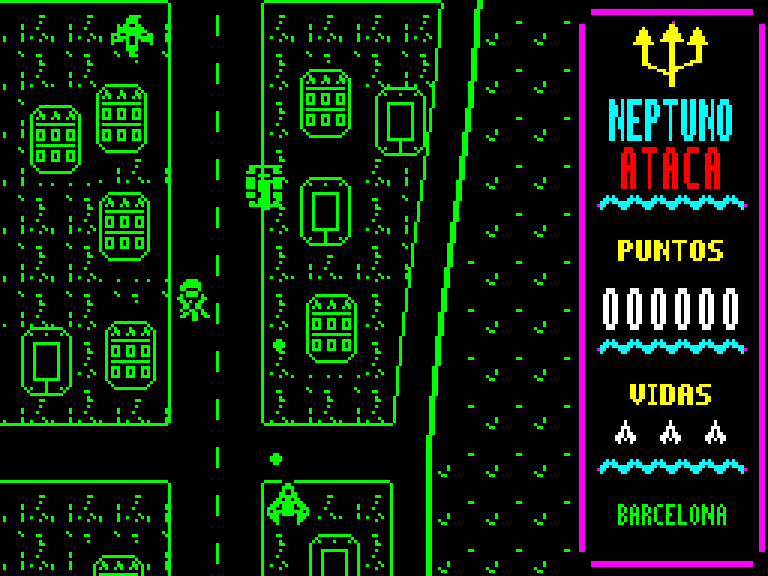 NEPTUNO
ATACA
PUNTOS
000000
VIDAS
BARCELONA